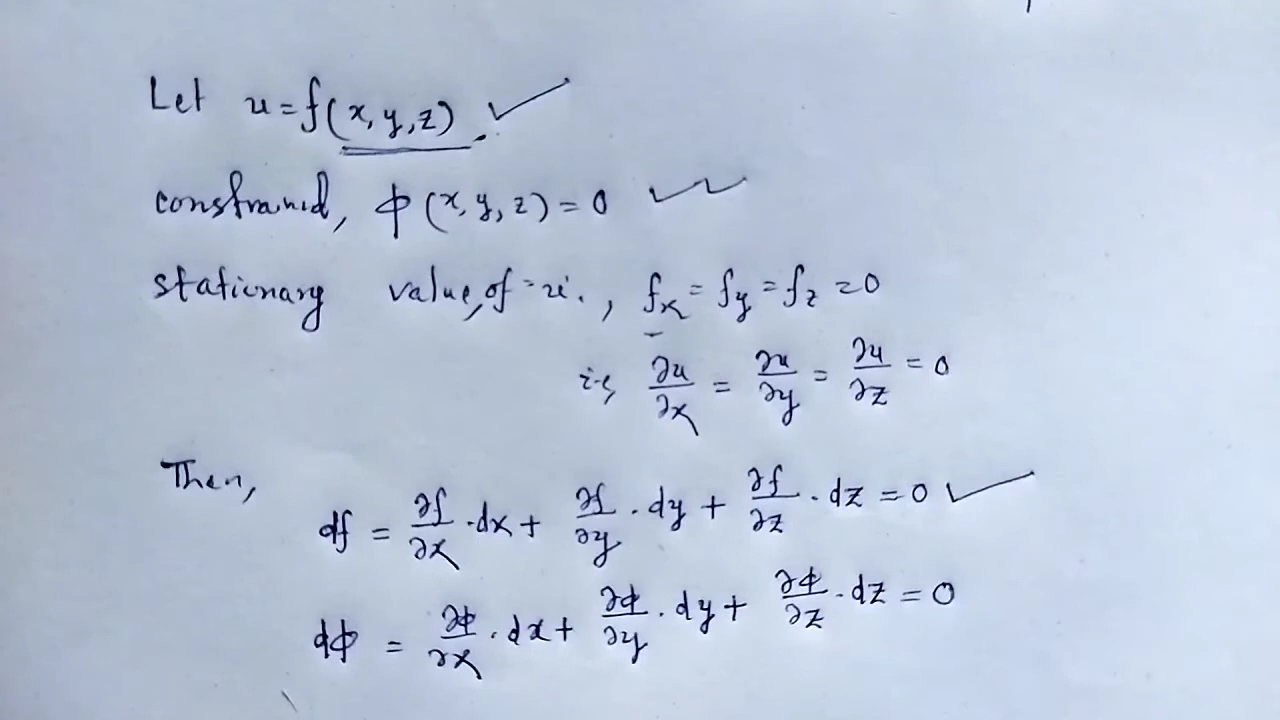 Let u = f(x, y, z).
constrained, φ(x, y, z) = 0
stationary value, of u., fx = fy = fz = 0
i.e, ∂u/∂x = ∂u/∂y = ∂u/∂z = 0
Then,
df = ∂f/∂x · dx + ∂f/∂y · dy + ∂f/∂z · dz = 0
dφ = ∂φ/∂x · dx + ∂φ/∂y · dy + ∂φ/∂z · dz = 0